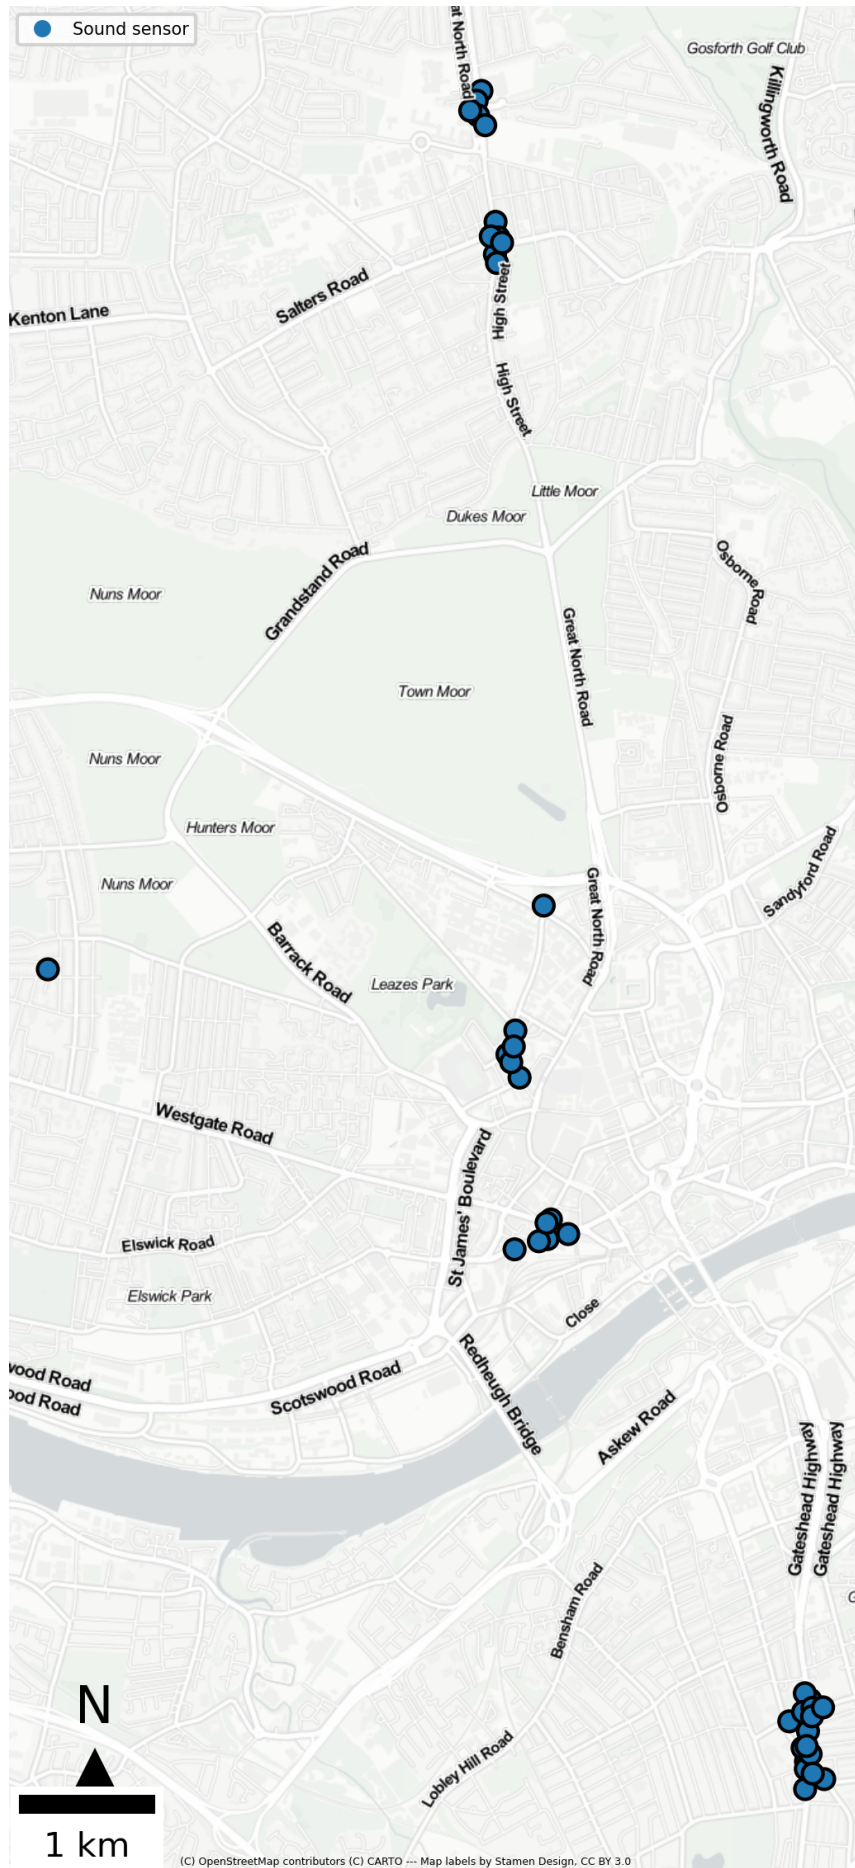 Sound sensor
at North Road
Gosforth Golf Club
Killingworth Road
Salters Road
High Street
Kenton Lane
High Street
Little Moor
Dukes Moor
Osborne Road
Grandstand Road
Nuns Moor
Great North Road
Town Moor
Osborne Road
Nuns Moor
Hunters Moor
Sandyford Road
Nuns Moor
Great North Road
Barrack Road
Leazes Park
Westgate Road
St James' Boulevard
Elswick Road
Elswick Park
Close
wood Road
ood Road
Scotswood Road
Redheugh Bridge
Askew Road
Gateshead Highway
Gateshead Highway
Bensham Road
G
N
Lobley Hill Road
1 km
(C) OpenStreetMap contributors (C) CARTO --- Map labels by Stamen Design, CC BY 3.0